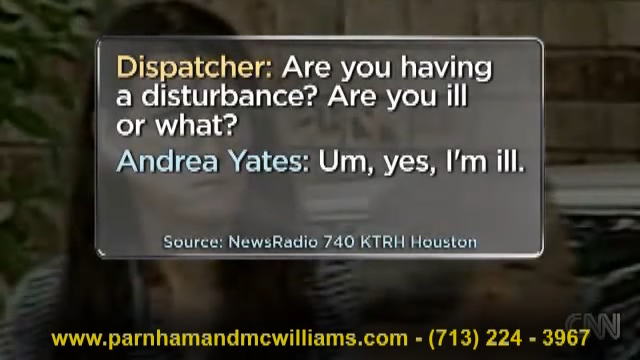 Dispatcher: Are you having
a disturbance? Are you ill
or what?
Andrea Yates: Um, yes, I'm ill.
Source: NewsRadio 740 KTRH Houston
CNN
www.parnhamandmcwilliams.com - (713) 224 - 3967